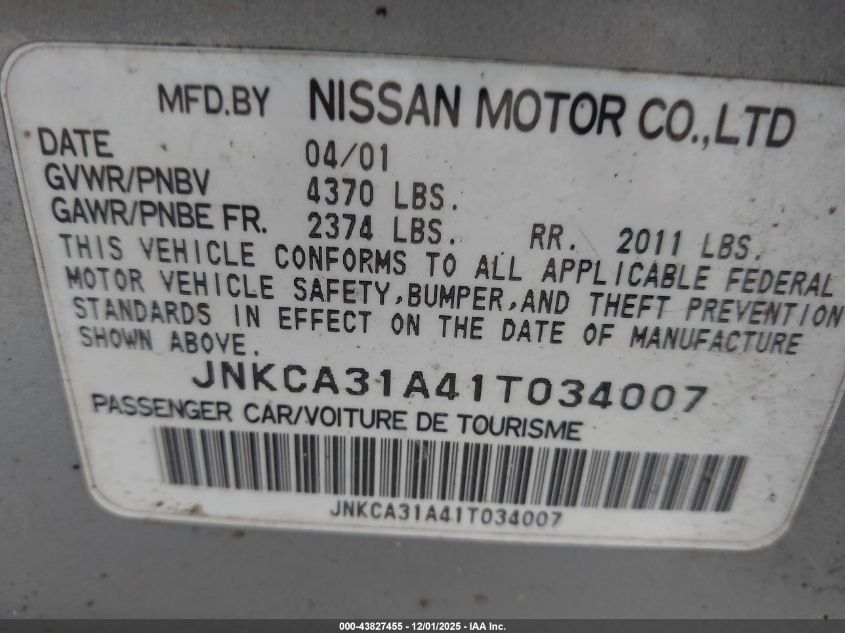 MFD.BY NISSAN MOTOR CO.,LTD
DATE 04/01
GVWR/PNBV 4370 LBS.
GAWR/PNBE FR. 2374 LBS. RR. 2011 LBS.
THIS VEHICLE CONFORMS TO ALL APPLICABLE FEDERAL
MOTOR VEHICLE SAFETY,BUMPER,AND THEFT PREVENTION
STANDARDS IN EFFECT ON THE DATE OF MANUFACTURE
SHOWN ABOVE.
JNKCA31A41T034007
PASSENGER CAR/VOITURE DE TOURISME
JNKCA31A41T034007
000-43827455 - 12/01/2025 - IAA Inc.